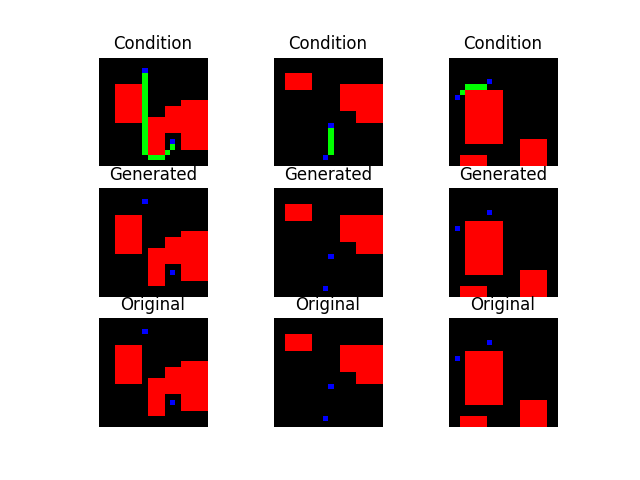 Condition Condition Condition
Generated Generated Generated
Original Original Original